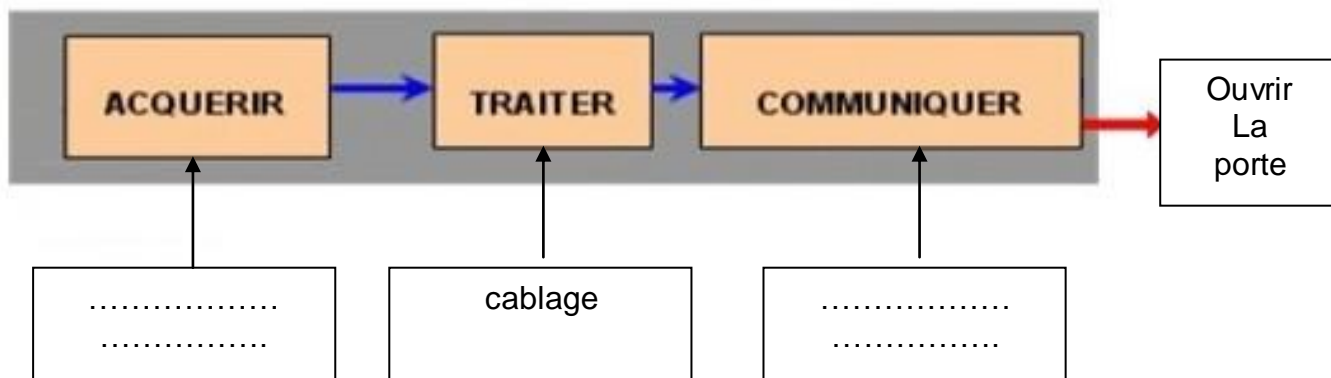 ACQUERIR
TRAITER
COMMUNIQUER
Ouvrir
La
porte
………………
…………….
cablage
………………
…………….